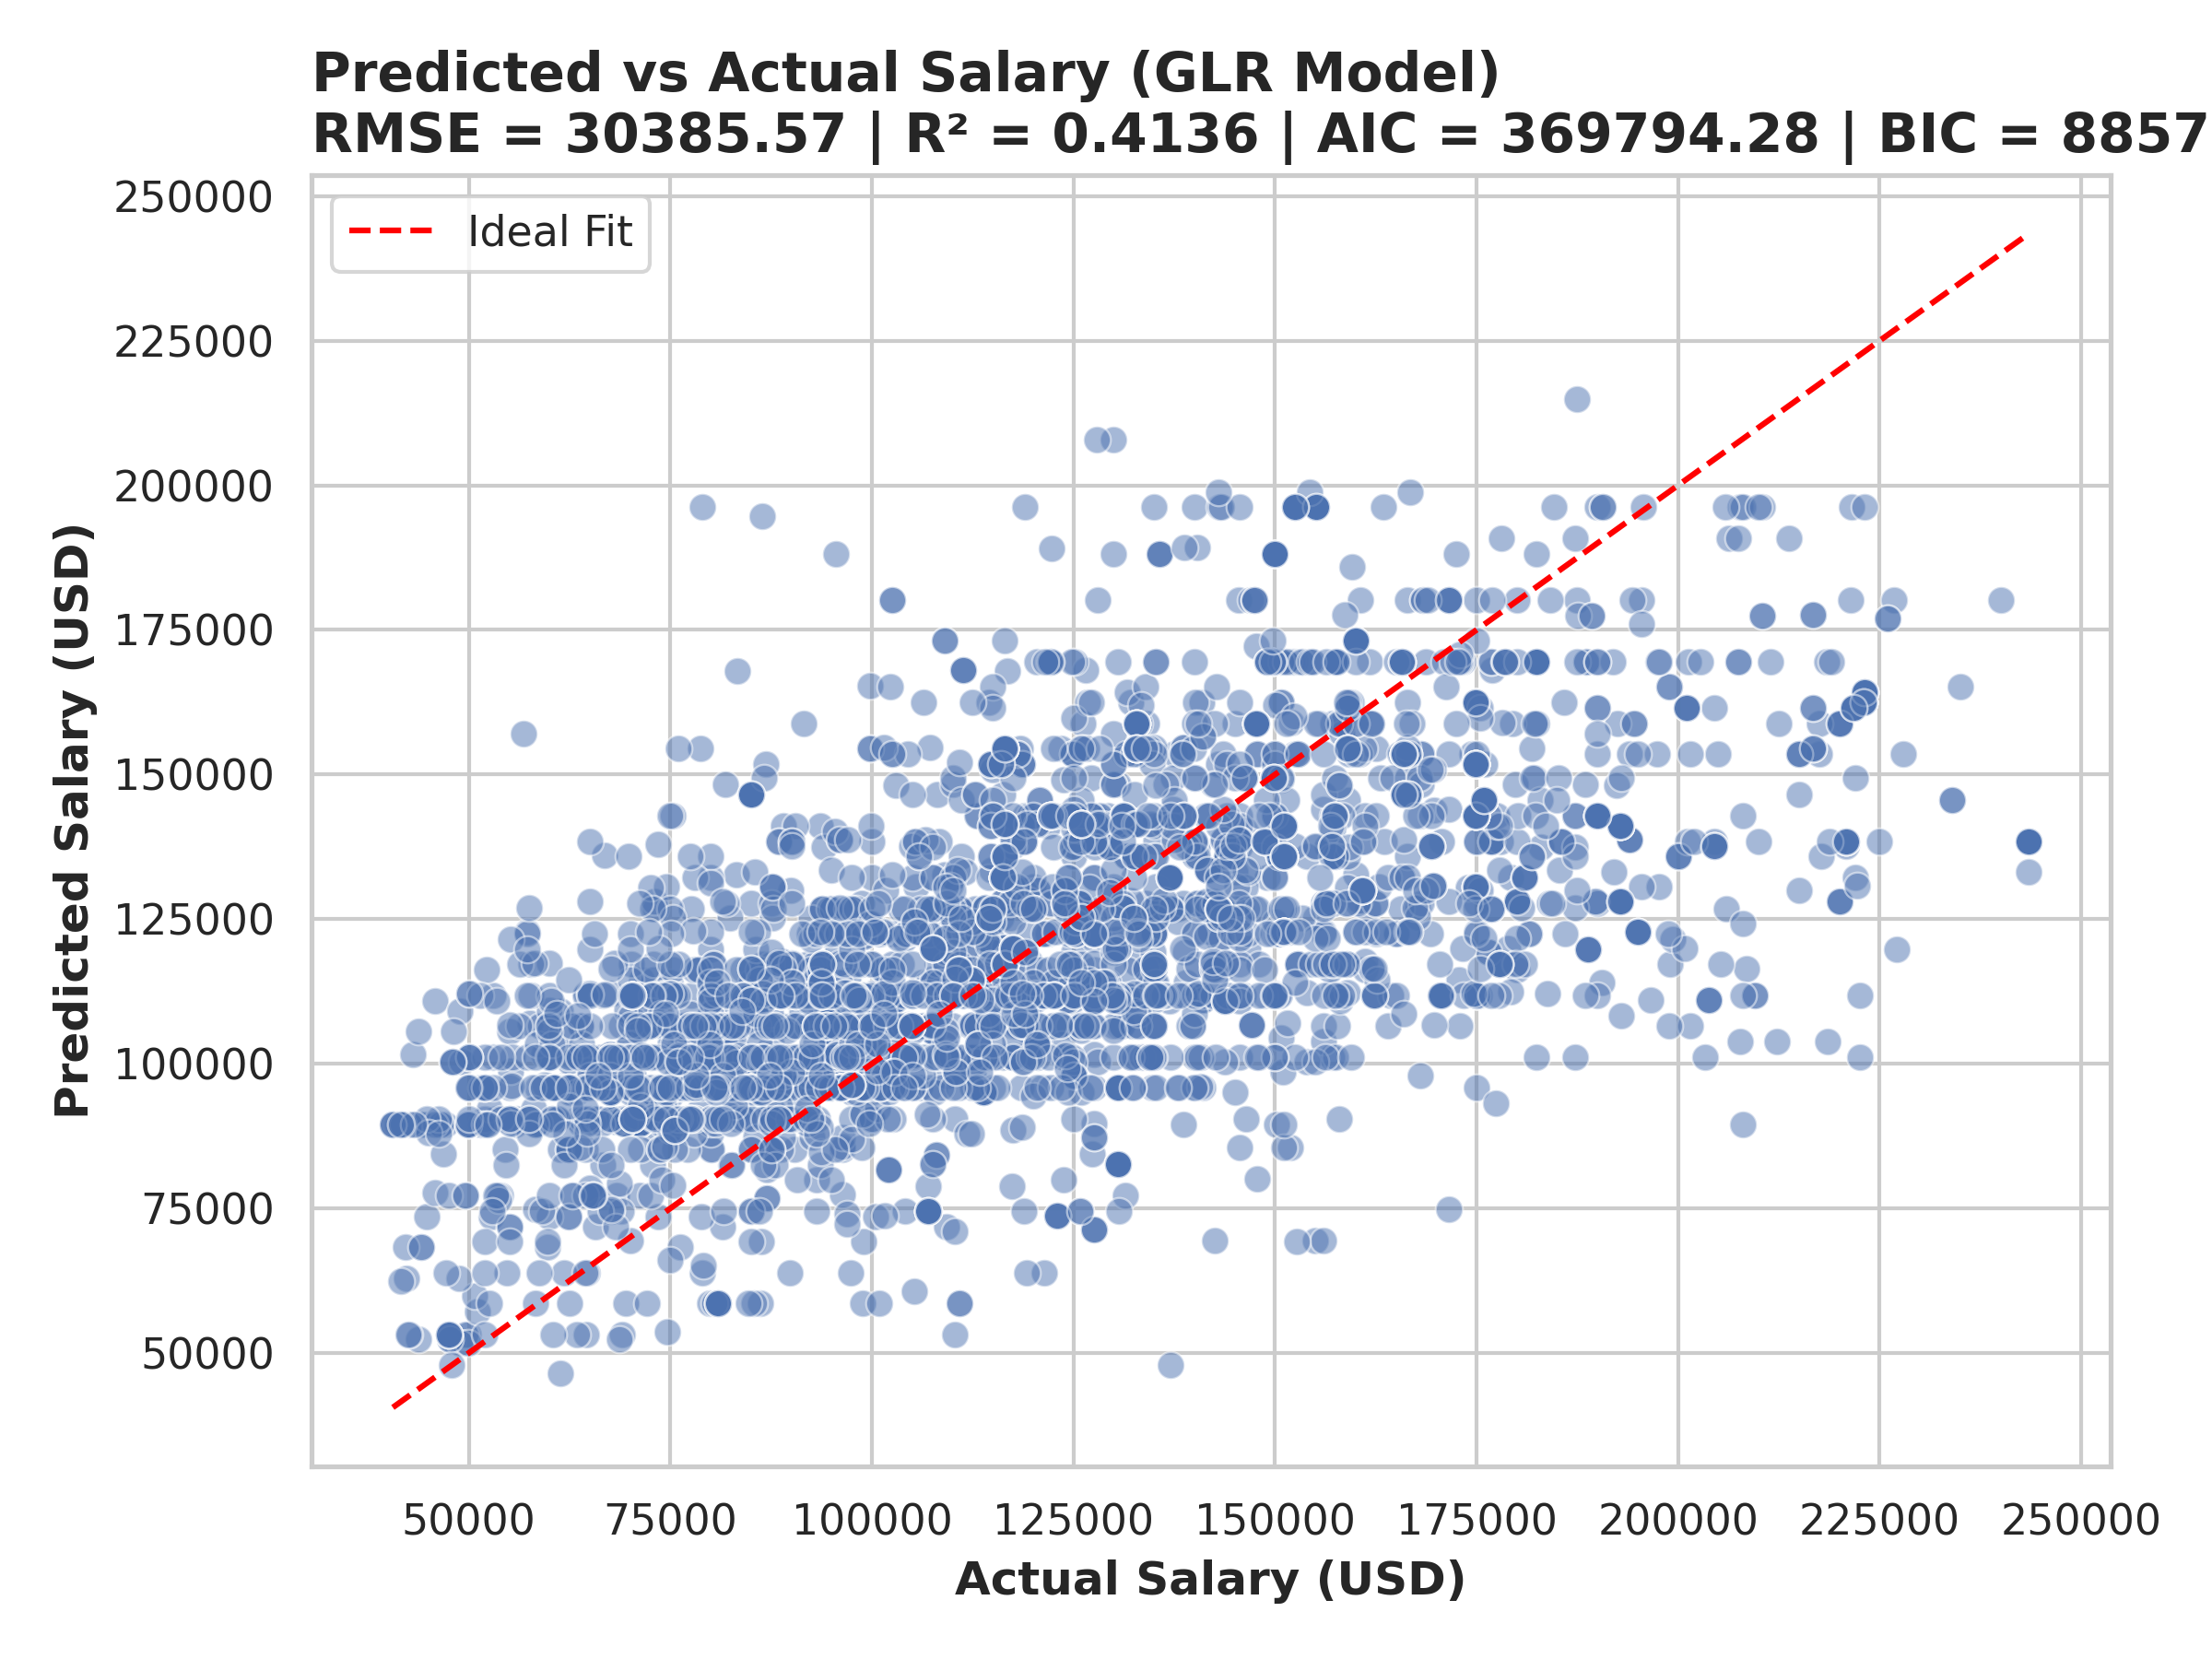 Predicted vs Actual Salary (GLR Model)
RMSE = 30385.57 | R² = 0.4136 | AIC = 369794.28 | BIC = 8857
250000
225000
200000
175000
150000
125000
100000
75000
50000
Ideal Fit
Predicted Salary (USD)
50000 75000 100000 125000 150000 175000 200000 225000 250000
Actual Salary (USD)